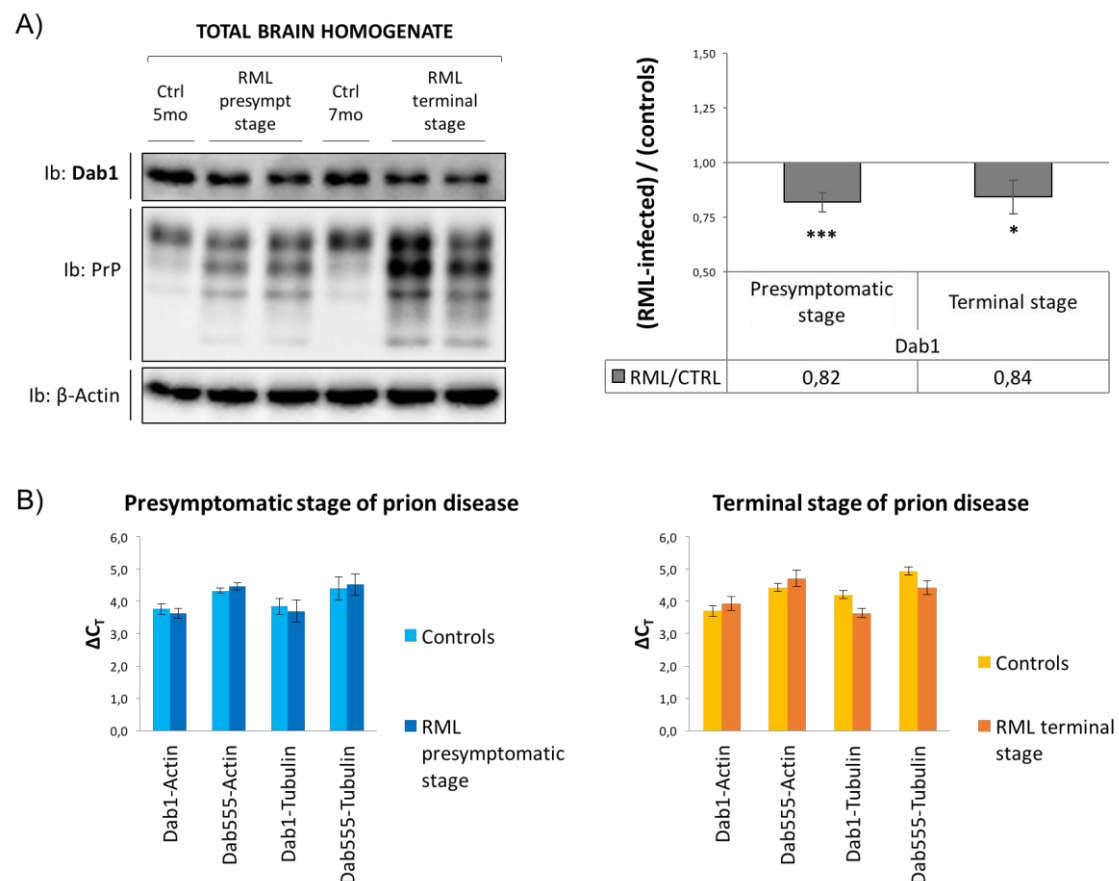 A)
TOTAL BRAIN HOMOGENATE
Ctrl
5mo
RML
presympt
stage
Ctrl
7mo
RML
terminal
stage
Ib: Dab1
Ib: PrP
Ib: β-Actin
(RML-infected) / (controls)
1,50
1,25
1,00
0,75
0,50
***
*
Presymptomatic
stage
Terminal stage
Dab1
RML/CTRL
0,82
0,84
B)
Presymptomatic stage of prion disease
ΔCT
6,0
5,0
4,0
3,0
2,0
1,0
0,0
Dab1-Actin
Dab555-Actin
Dab1-Tubulin
Dab555-Tubulin
Controls
RML
presymptomatic
stage
Terminal stage of prion disease
ΔCT
6,0
5,0
4,0
3,0
2,0
1,0
0,0
Dab1-Actin
Dab555-Actin
Dab1-Tubulin
Dab555-Tubulin
Controls
RML terminal
stage